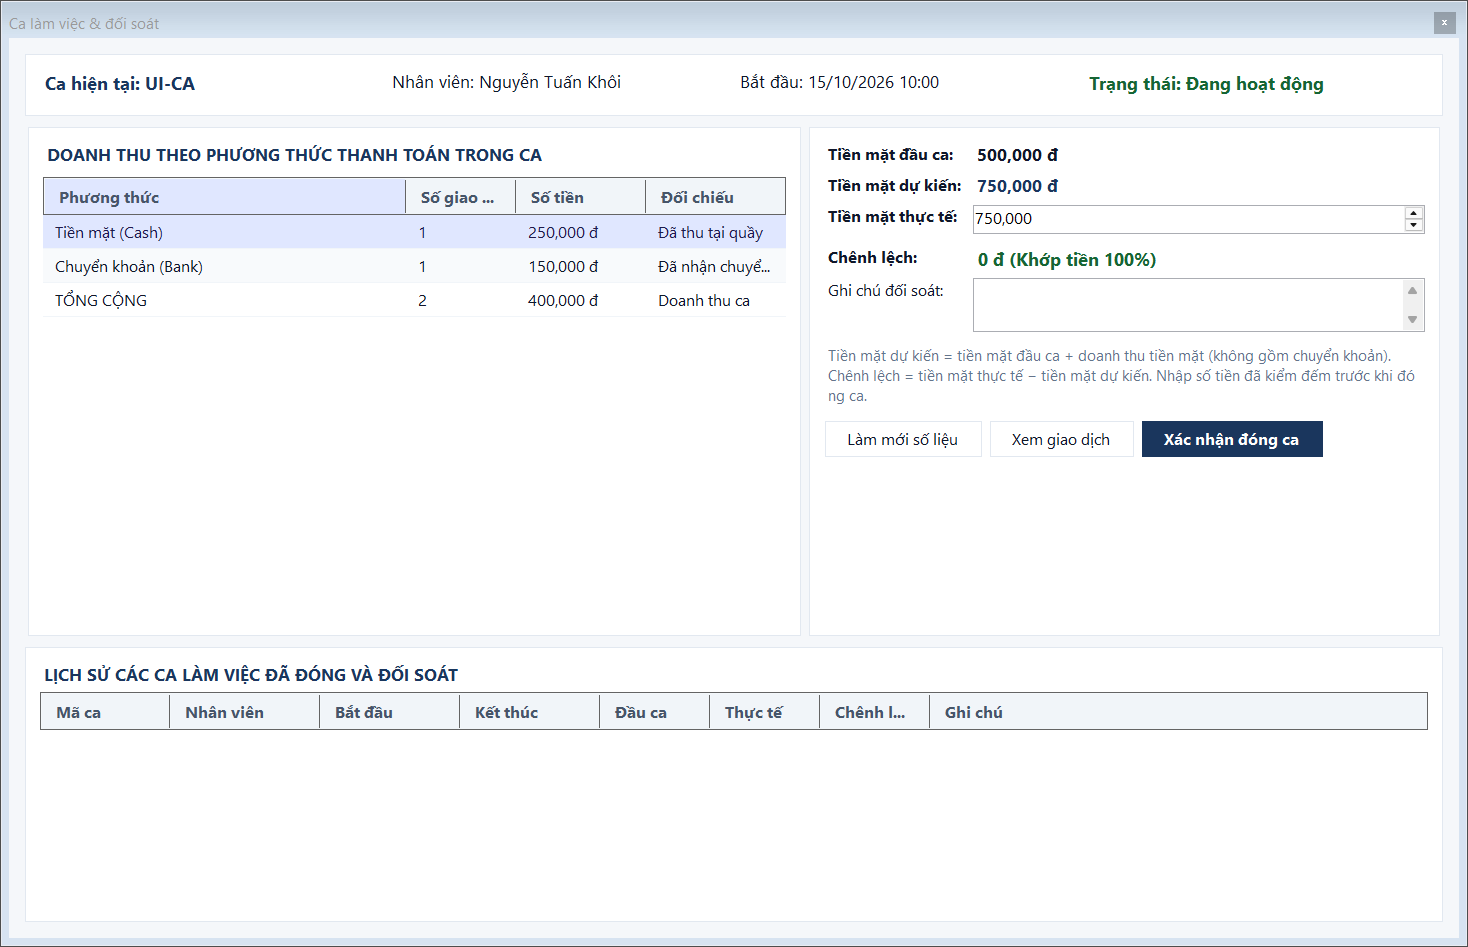 Ca làm việc & đối soát
x
Ca hiện tại: UI-CA
Nhân viên: Nguyễn Tuấn Khôi
Bắt đầu: 15/10/2026 10:00
Trạng thái: Đang hoạt động
DOANH THU THEO PHƯƠNG THỨC THANH TOÁN TRONG CA
Phương thức Số giao ... Số tiền Đối chiếu
Tiền mặt (Cash) 1 250,000 đ Đã thu tại quầy
Chuyển khoản (Bank) 1 150,000 đ Đã nhận chuyể...
TỔNG CỘNG 2 400,000 đ Doanh thu ca
Tiền mặt đầu ca: 500,000 đ
Tiền mặt dự kiến: 750,000 đ
Tiền mặt thực tế: 750,000
Chênh lệch: 0 đ (Khớp tiền 100%)
Ghi chú đối soát:
Tiền mặt dự kiến = tiền mặt đầu ca + doanh thu tiền mặt (không gồm chuyển khoản).
Chênh lệch = tiền mặt thực tế − tiền mặt dự kiến. Nhập số tiền đã kiểm đếm trước khi đó
ng ca.
Làm mới số liệu Xem giao dịch Xác nhận đóng ca
LỊCH SỬ CÁC CA LÀM VIỆC ĐÃ ĐÓNG VÀ ĐỐI SOÁT
Mã ca Nhân viên Bắt đầu Kết thúc Đầu ca Thực tế Chênh l... Ghi chú